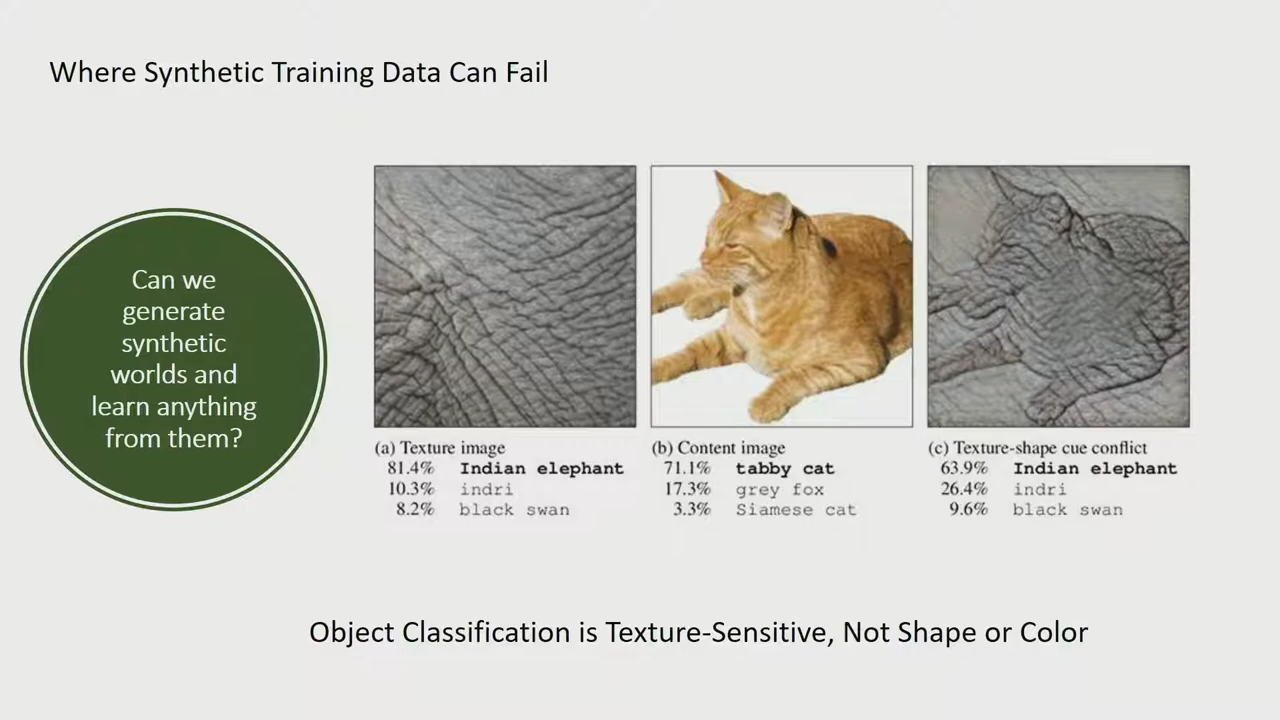 Where Synthetic Training Data Can Fail
Can we
generate
synthetic
worlds and
learn anything
from them?
(a) Texture image
81.4% Indian elephant
10.3% indri
8.2% black swan
(b) Content image
71.1% tabby cat
17.3% grey fox
3.3% Siamese cat
(c) Texture-shape cue conflict
63.9% Indian elephant
26.4% indri
9.6% black swan
Object Classification is Texture-Sensitive, Not Shape or Color